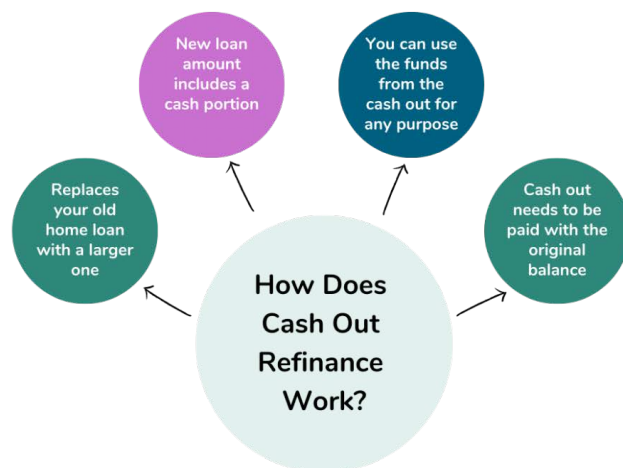 New loan
amount
includes a
cash portion
You can use
the funds
from the
cash out for
any purpose
Replaces
your old
home loan
with a larger
one
Cash out
needs to be
paid with the
original
balance
How Does
Cash Out
Refinance
Work?